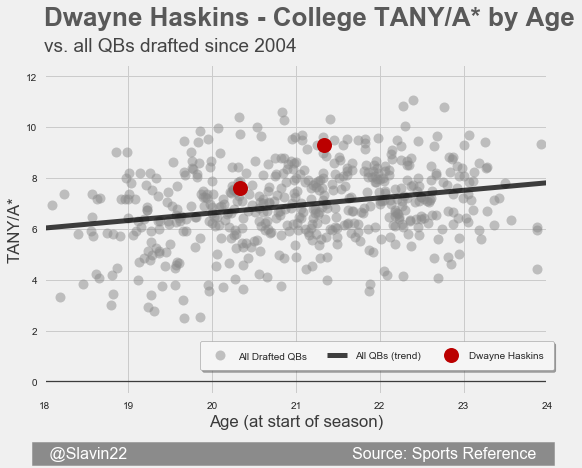 Dwayne Haskins - College TANY/A* by Age
vs. all QBs drafted since 2004
12
10
8
6
4
2
0
TANY/A*
All Drafted QBs
All QBs (trend)
Dwayne Haskins
18 19 20 21 22 23 24
Age (at start of season)
@Slavin22
Source: Sports Reference